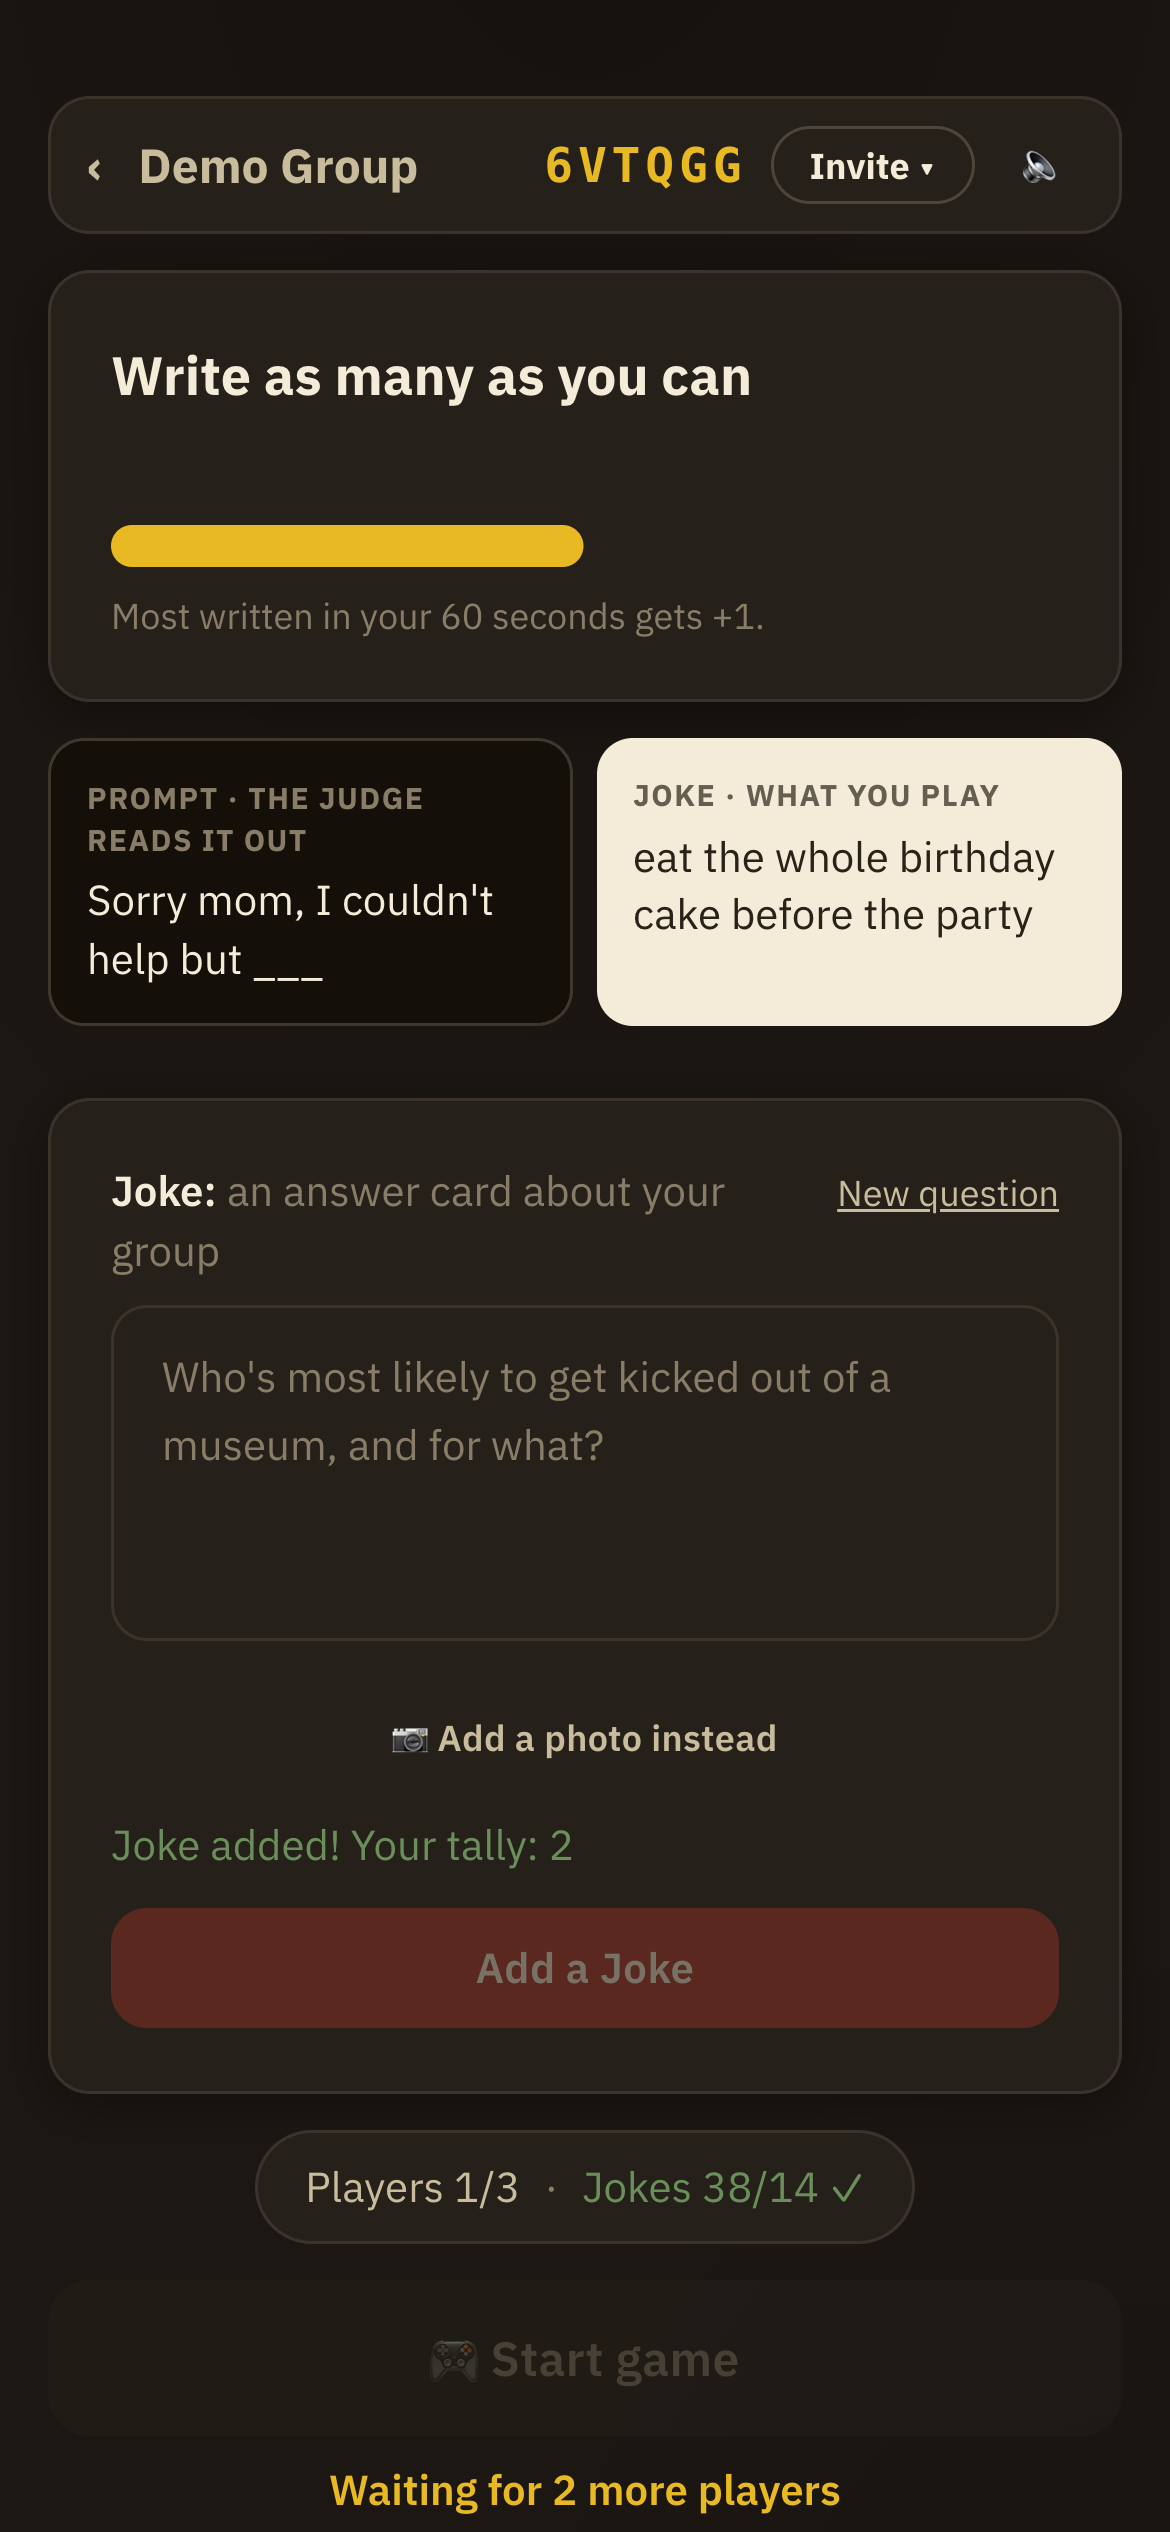 ‹ Demo Group 6VTQGG Invite ▾
Write as many as you can
Most written in your 60 seconds gets +1.
PROMPT · THE JUDGE
READS IT OUT
Sorry mom, I couldn't
help but ___
JOKE · WHAT YOU PLAY
eat the whole birthday
cake before the party
Joke: an answer card about your
group
New question
Who's most likely to get kicked out of a
museum, and for what?
Add a photo instead
Joke added! Your tally: 2
Add a Joke
Players 1/3 · Jokes 38/14 ✓
Start game
Waiting for 2 more players